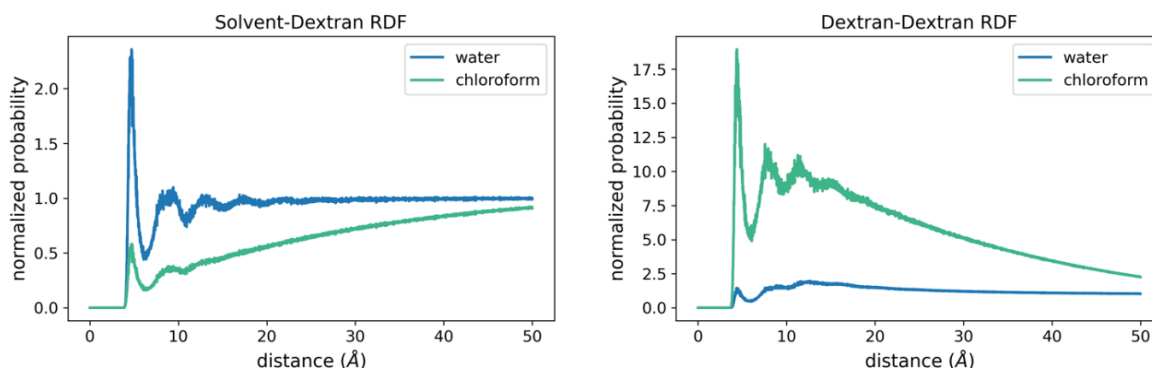 Solvent-Dextran RDF
normalized probability
2.0
1.5
1.0
0.5
0.0
water
chloroform
0 10 20 30 40 50
distance (Å)
Dextran-Dextran RDF
normalized probability
17.5
15.0
12.5
10.0
7.5
5.0
2.5
0.0
water
chloroform
0 10 20 30 40 50
distance (Å)